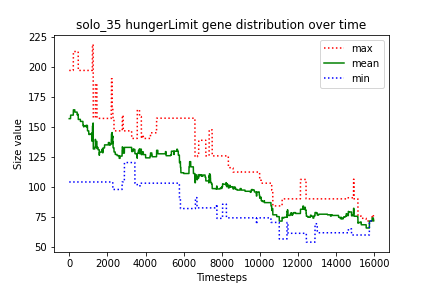 solo_35 hungerLimit gene distribution over time
max
mean
min
Size value
225
200
175
150
125
100
75
50
0 2000 4000 6000 8000 10000 12000 14000 16000
Timesteps